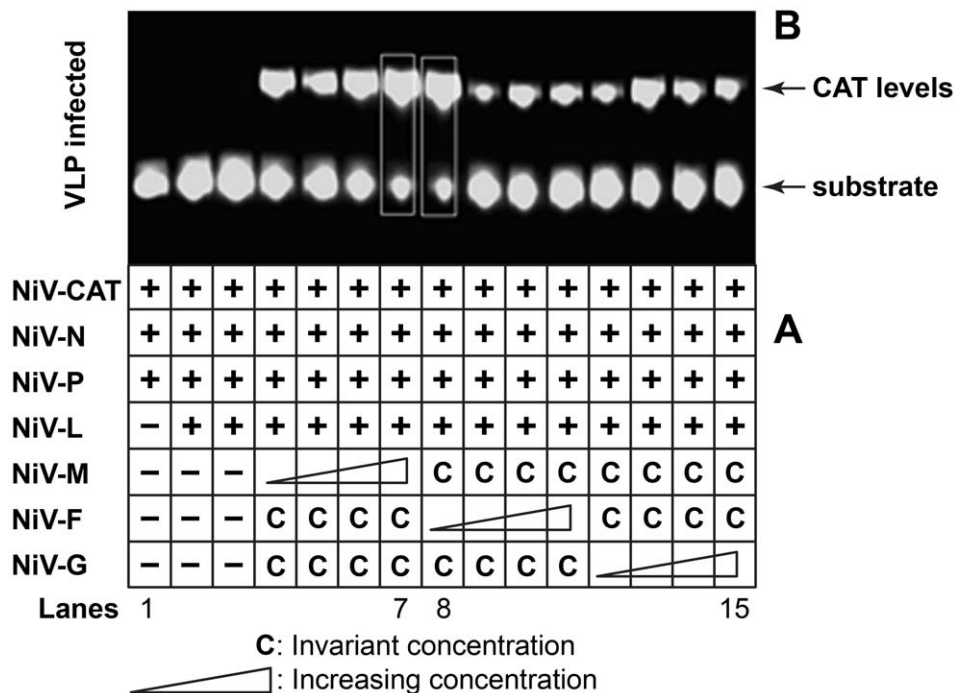 B
VLP infected
CAT levels
substrate
A
NiV-CAT + + + + + + + + + + + + + + +
NiV-N + + + + + + + + + + + + + + +
NiV-P + + + + + + + + + + + + + + +
NiV-L − + + + + + + + + + + + + + +
NiV-M − − − C C C C C C C C
NiV-F − − − C C C C C C C C
NiV-G − − − C C C C C C C C
Lanes 1 7 8 15
C: Invariant concentration
: Increasing concentration